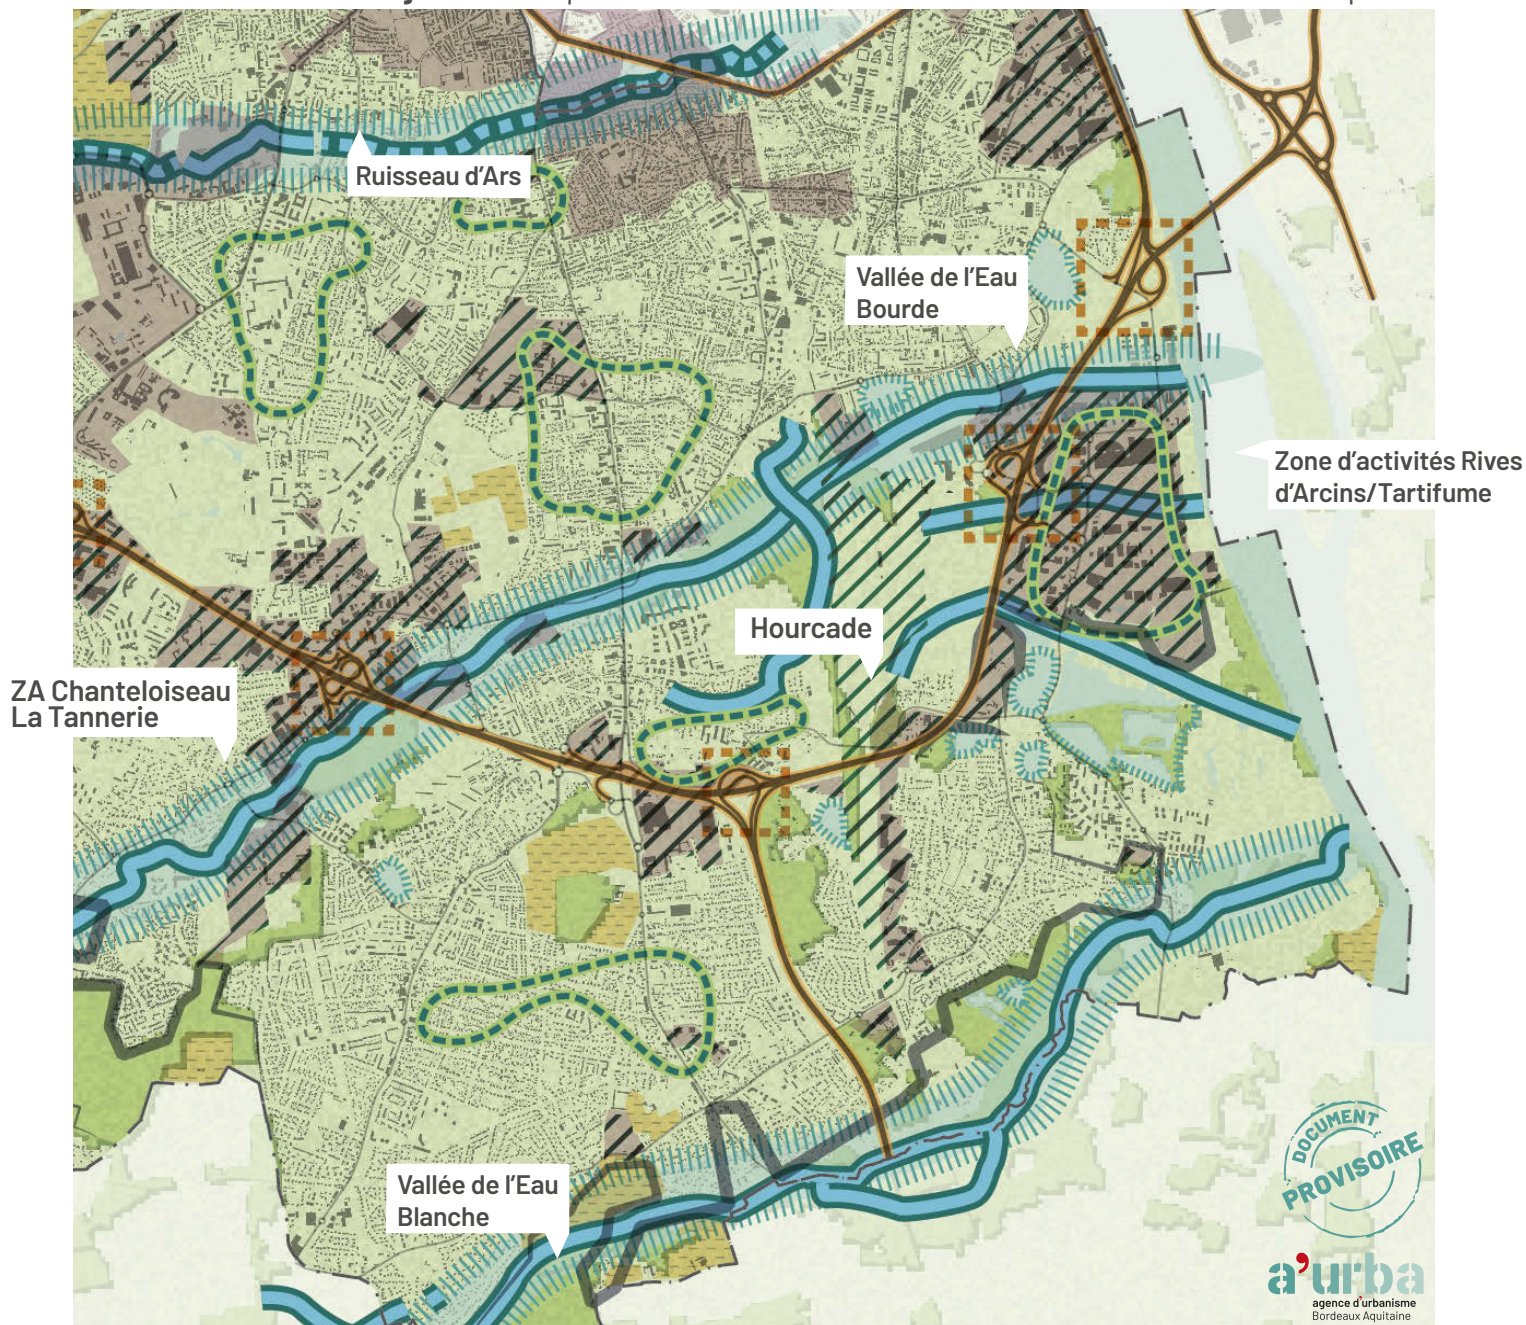 Ruisseau d'Ars
Vallée de l'Eau
Bourde
Zone d'activités Rives
d'Arcins/Tartifume
Hourcade
ZA Chanteloiseau
La Tannerie
Vallée de l'Eau
Blanche
DOCUMENT
PROVISOIRE
a'urba
agence d'urbanisme
Bordeaux Aquitaine